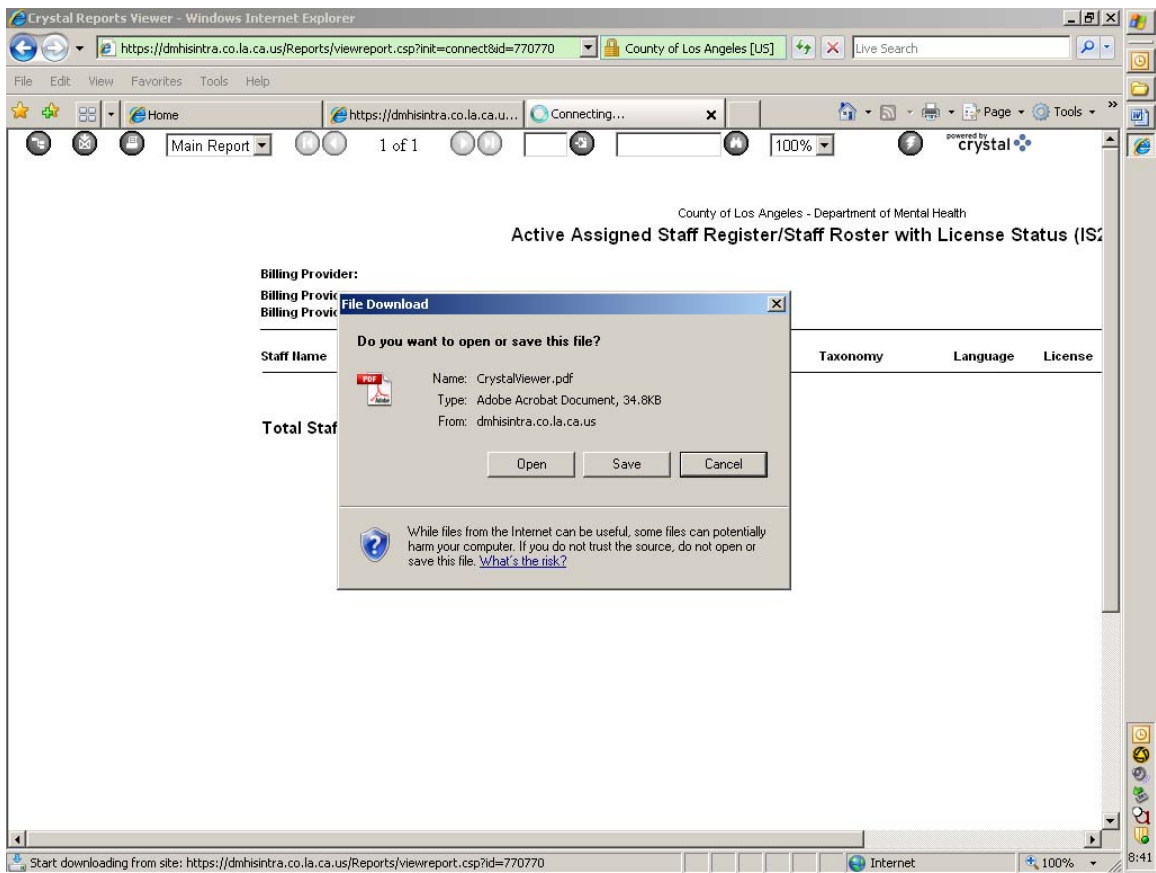 Crystal Reports Viewer - Windows Internet Explorer
https://dmhisintra.co.la.ca.us/Reports/viewreport.csp?init=connect&id=770770
County of Los Angeles [US]
Live Search
File Edit View Favorites Tools Help
Home
https://dmhisintra.co.la.ca.u...
Connecting...
Page
Tools
Main Report
1 of 1
100%
powered by
crystal
County of Los Angeles - Department of Mental Health
Active Assigned Staff Register/Staff Roster with License Status (IS2
Billing Provider:
Billing Provid
Billing Provid
Staff Name
Taxonomy
Language
License
Total Staf
File Download
Do you want to open or save this file?
Name: CrystalViewer.pdf
Type: Adobe Acrobat Document, 34.8KB
From: dmhisintra.co.la.ca.us
Open
Save
Cancel
While files from the Internet can be useful, some files can potentially
harm your computer. If you do not trust the source, do not open or
save this file. What's the risk?
Start downloading from site: https://dmhisintra.co.la.ca.us/Reports/viewreport.csp?id=770770
Internet
100%
8:41